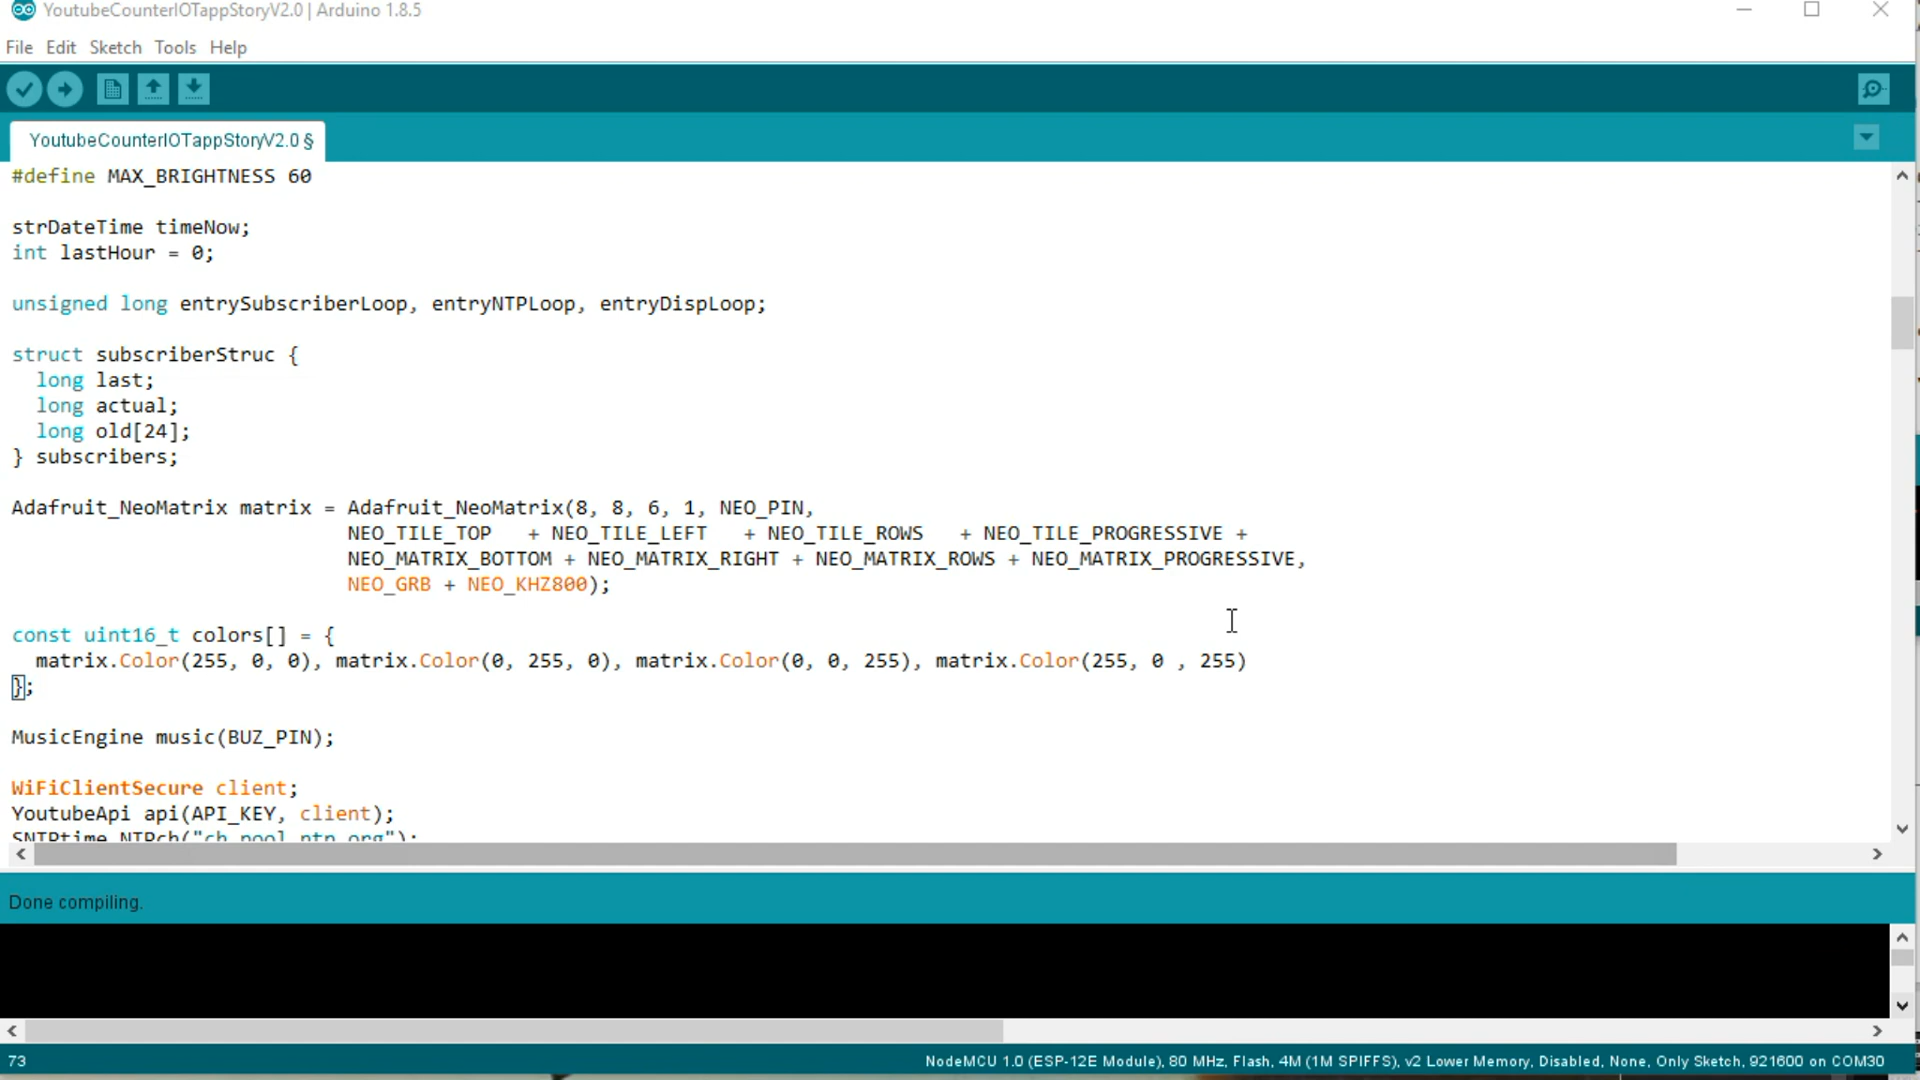 YoutubeCounterIOTappStoryV2.0 | Arduino 1.8.5
File Edit Sketch Tools Help
YoutubeCounterIOTappStoryV2.0 §
#define MAX_BRIGHTNESS 60
strDateTime timeNow;
int lastHour = 0;
unsigned long entrySubscriberLoop, entryNTPLoop, entryDispLoop;
struct subscriberStruc {
long last;
long actual;
long old[24];
} subscribers;
Adafruit_NeoMatrix matrix = Adafruit_NeoMatrix(8, 8, 6, 1, NEO_PIN,
NEO_TILE_TOP + NEO_TILE_LEFT + NEO_TILE_ROWS + NEO_TILE_PROGRESSIVE +
NEO_MATRIX_BOTTOM + NEO_MATRIX_RIGHT + NEO_MATRIX_ROWS + NEO_MATRIX_PROGRESSIVE,
NEO_GRB + NEO_KHZ800);
const uint16_t colors[] = {
matrix.Color(255, 0, 0), matrix.Color(0, 255, 0), matrix.Color(0, 0, 255), matrix.Color(255, 0 , 255)
};
MusicEngine music(BUZ_PIN);
WiFiClientSecure client;
YoutubeApi api(API_KEY, client);
SNTPtime NTPch("ch.pool.ntp.org");
Done compiling.
73
NodeMCU 1.0 (ESP-12E Module), 80 MHz, Flash, 4M (1M SPIFFS), v2 Lower Memory, Disabled, None, Only Sketch, 921600 on COM30